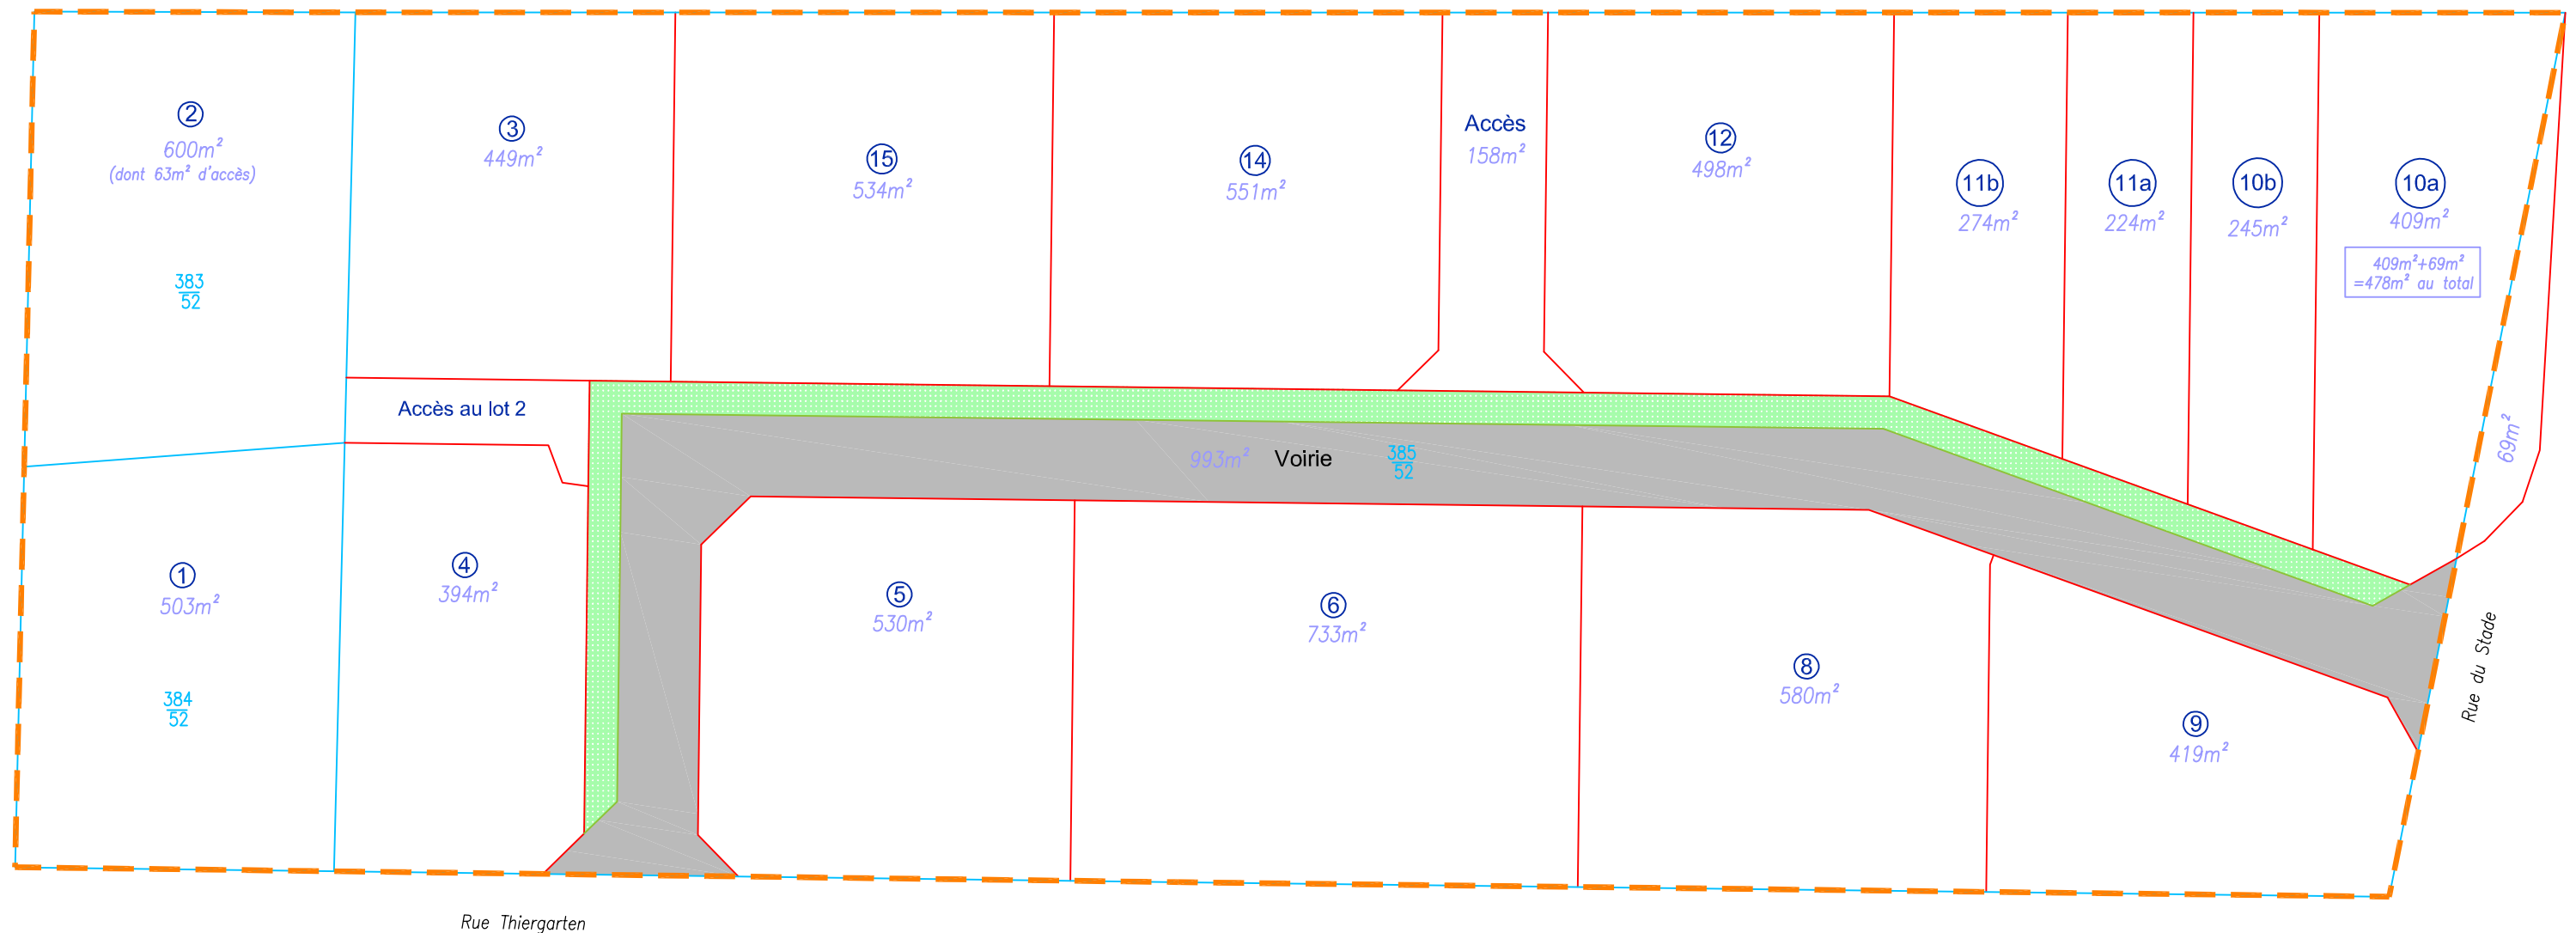 2
600m²
(dont 63m² d'accès)
383
52
3
449m²
15
534m²
14
551m²
Accès
158m²
12
498m²
11b
274m²
11a
224m²
10b
245m²
10a
409m²
409m²+69m²
=478m² au total
69m²
Accès au lot 2
993m²
Voirie
385
52
1
503m²
384
52
4
394m²
5
530m²
6
733m²
8
580m²
9
419m²
Rue du Stade
Rue Thiergarten